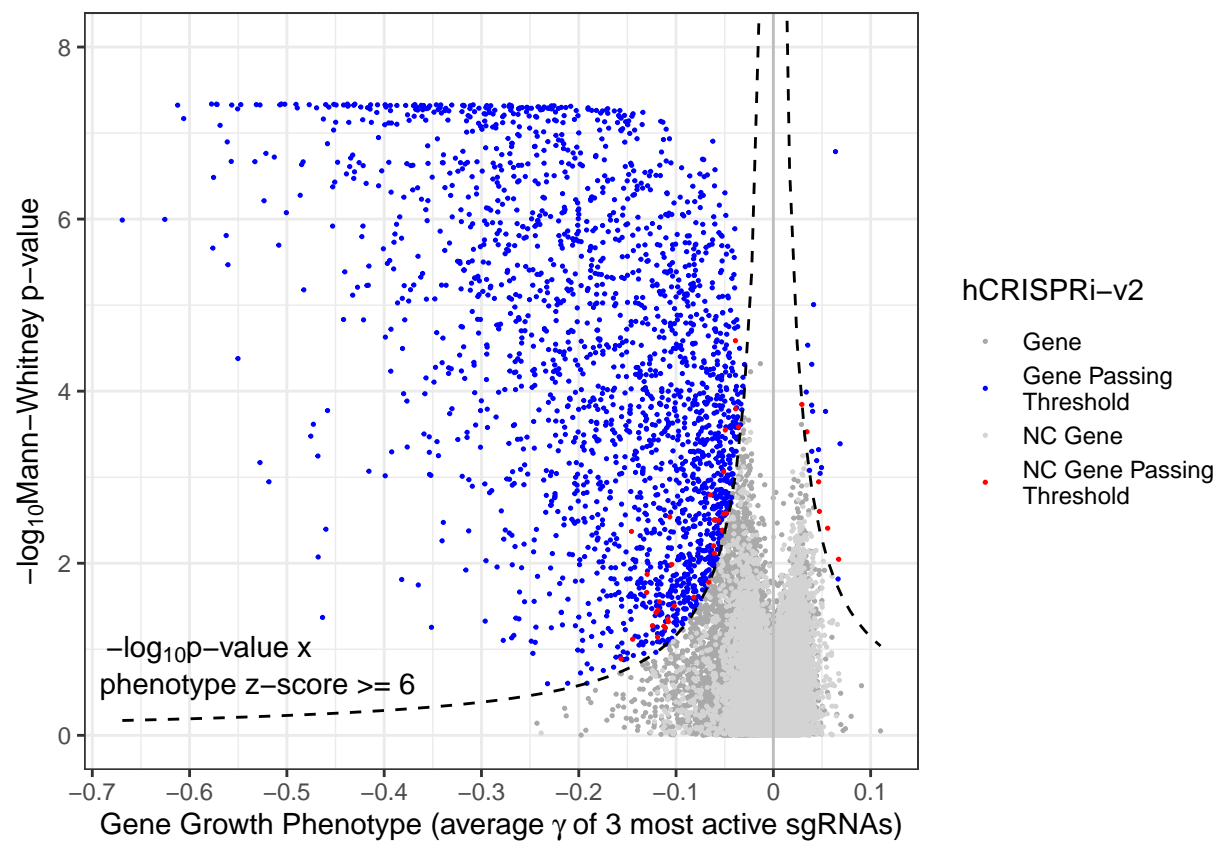 8
6
4
2
0
−log₁₀Mann−Whitney p−value
−log₁₀p−value x
phenotype z−score >= 6
−0.7 −0.6 −0.5 −0.4 −0.3 −0.2 −0.1 0 0.1
Gene Growth Phenotype (average γ of 3 most active sgRNAs)
hCRISPRi−v2
Gene
Gene Passing
Threshold
NC Gene
NC Gene Passing
Threshold